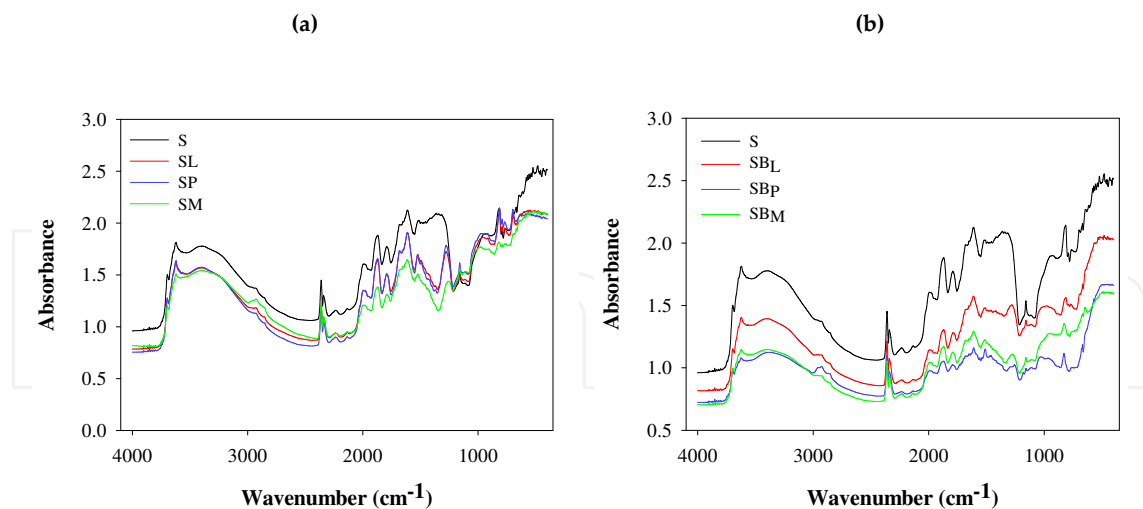 (a)
(b)
3.0
2.5
2.0
1.5
1.0
0.5
0.0
S
SL
SP
SM
4000 3000 2000 1000
Absorbance
Wavenumber (cm-1)
3.0
2.5
2.0
1.5
1.0
0.5
S
SBL
SBP
SBM
4000 3000 2000 1000
Absorbance
Wavenumber (cm-1)